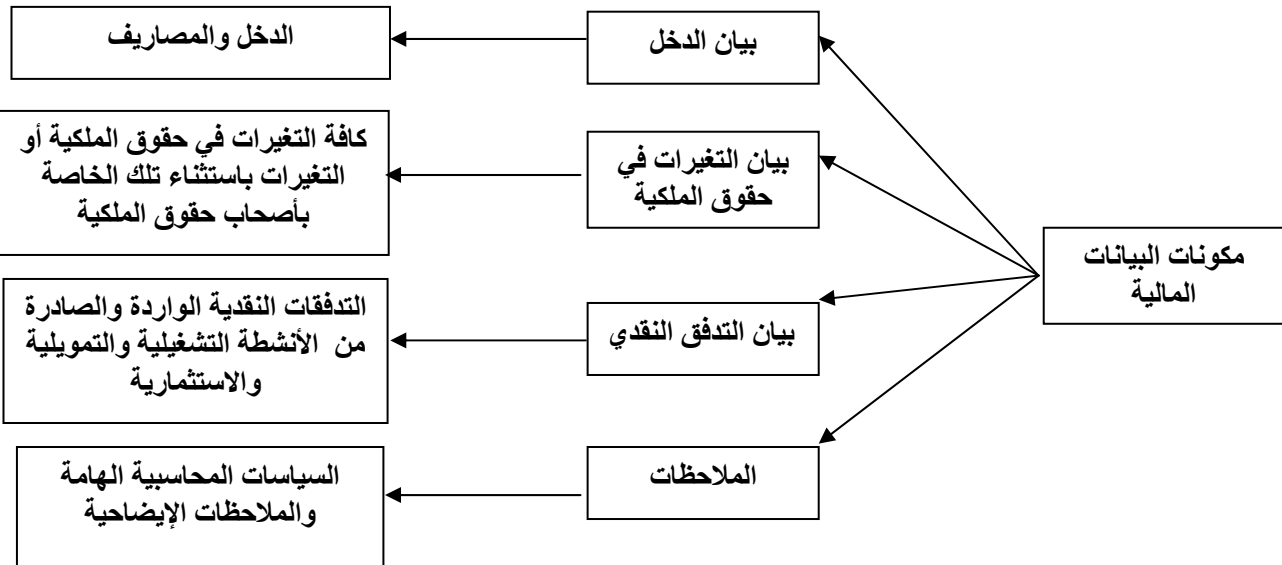 مكونات البيانات
المالية
بيان الدخل
الدخل والمصاريف
بيان التغيرات في
حقوق الملكية
كافة التغيرات في حقوق الملكية أو
التغيرات باستثناء تلك الخاصة
بأصحاب حقوق الملكية
بيان التدفق النقدي
التدفقات النقدية الواردة والصادرة
من الأنشطة التشغيلية والتمويلية
والاستثمارية
الملاحظات
السياسات المحاسبية الهامة
والملاحظات الإيضاحية